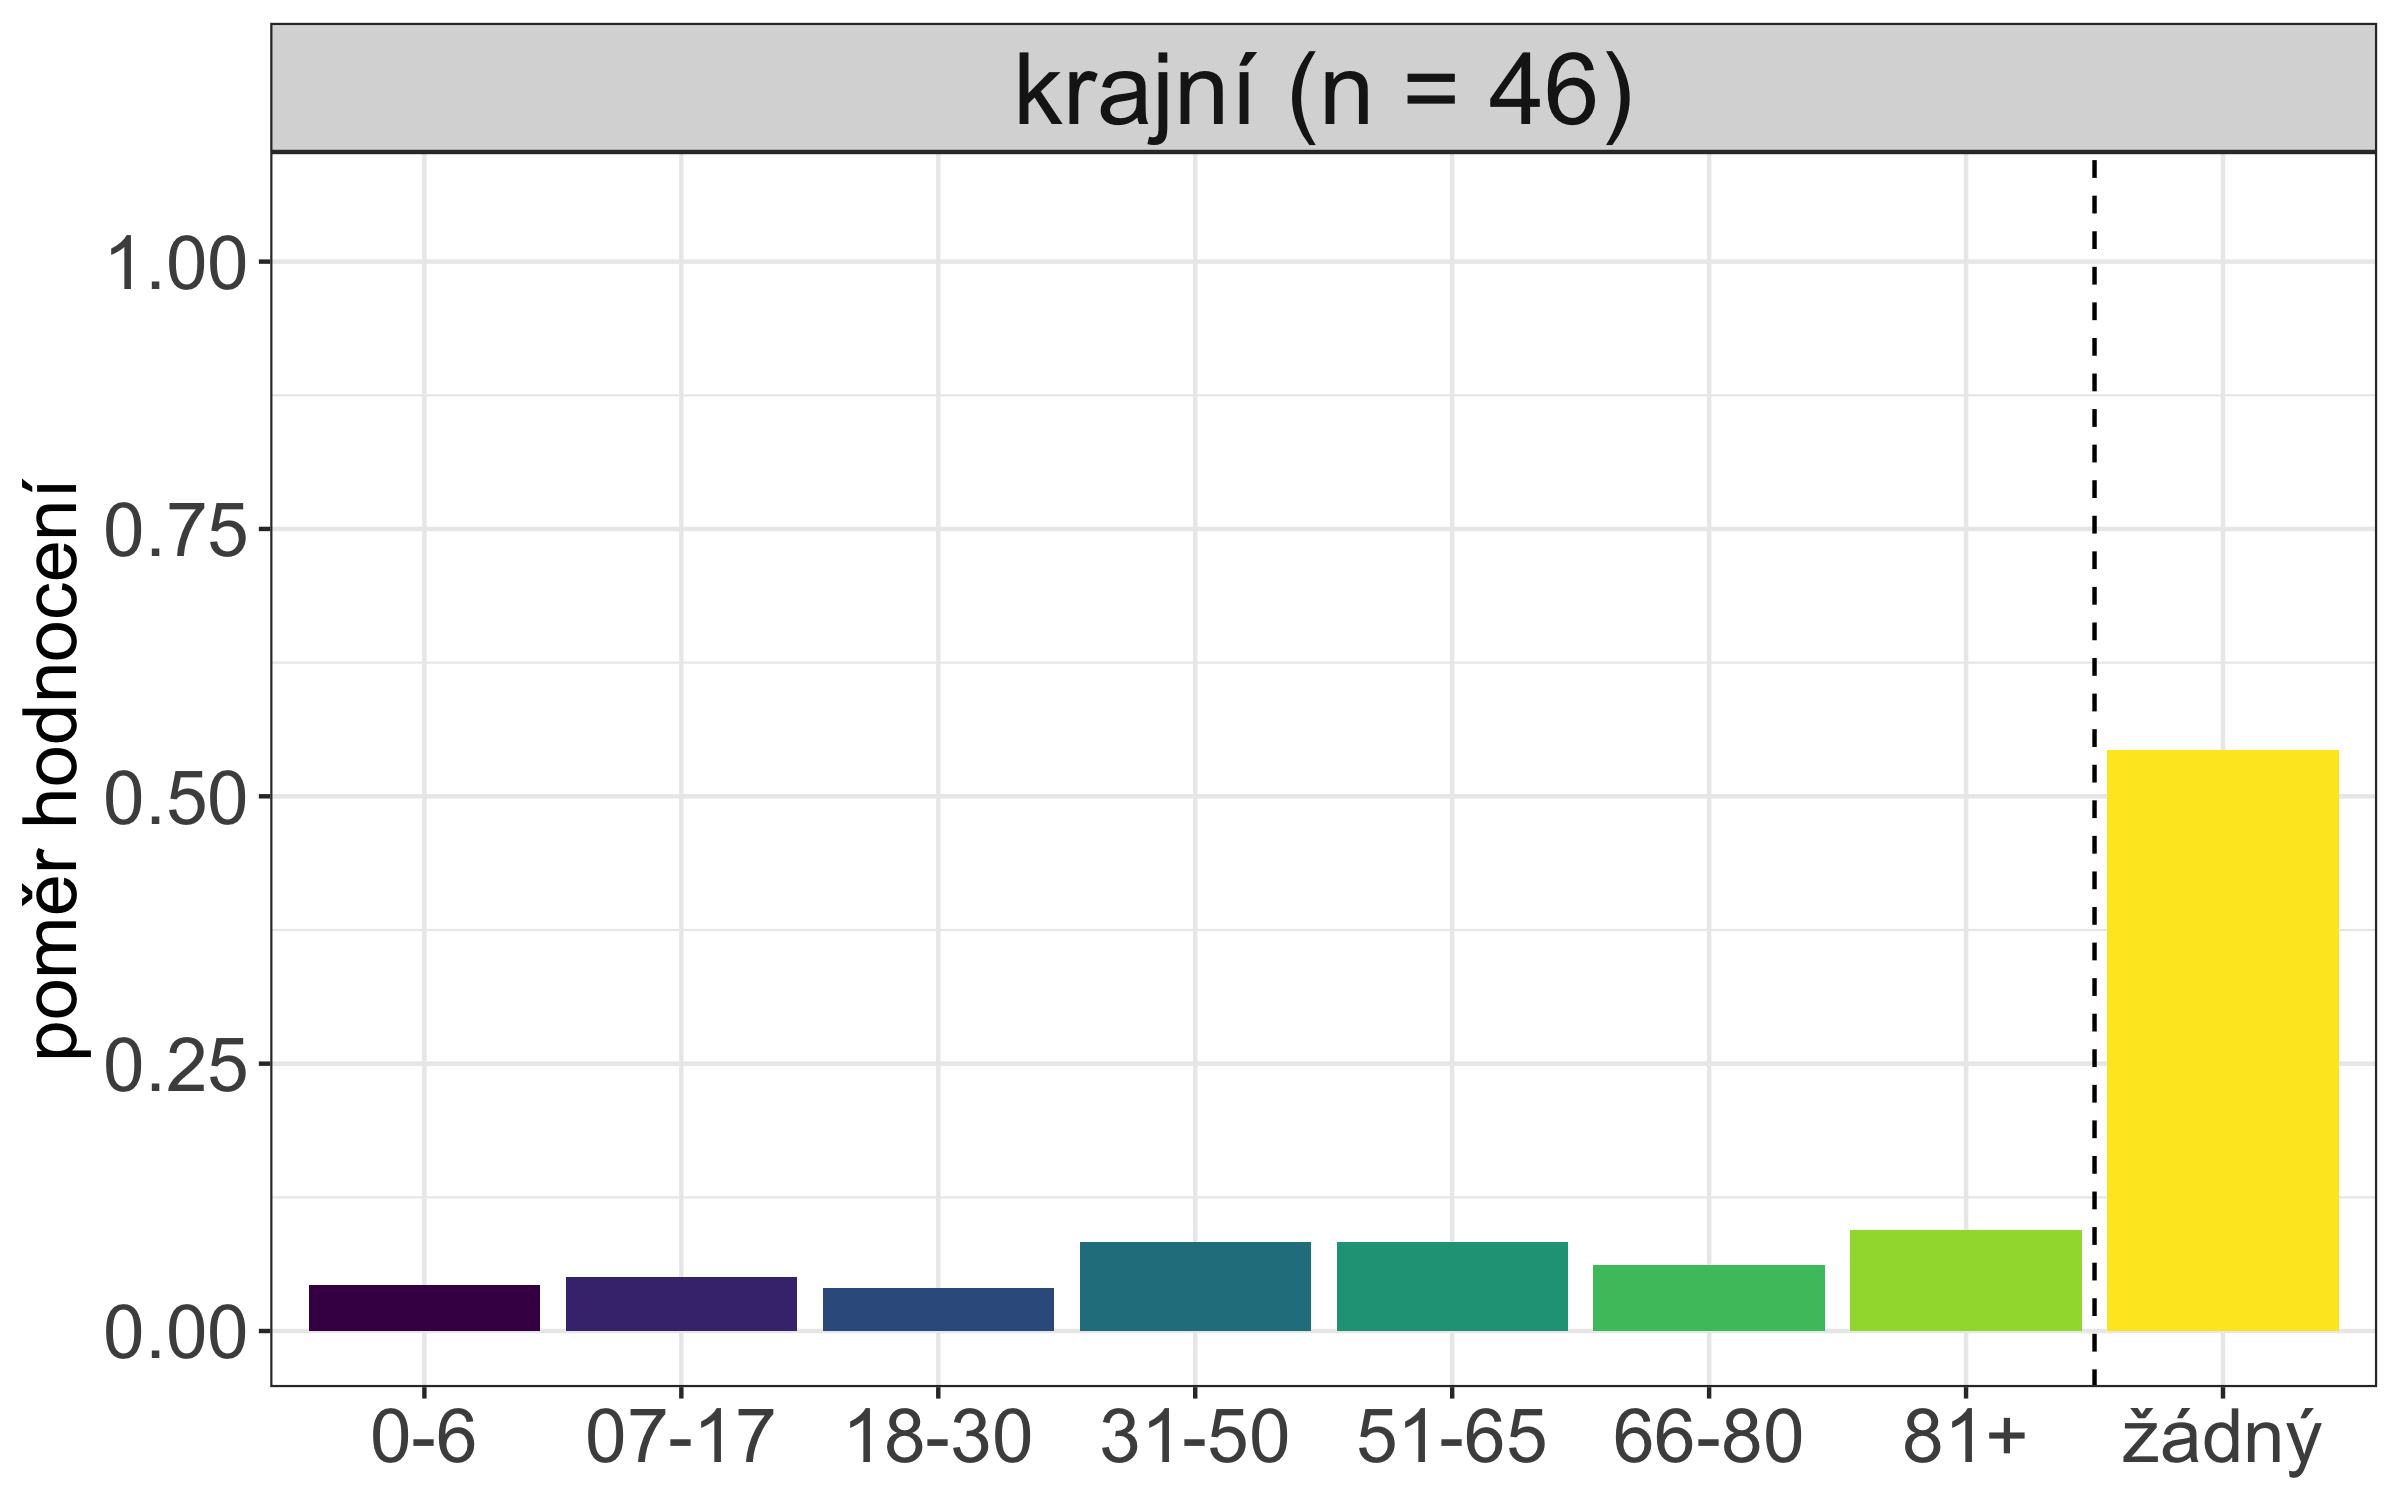 krajní (n = 46)
poměr hodnocení
1.00
0.75
0.50
0.25
0.00
0-6 07-17 18-30 31-50 51-65 66-80 81+ žádný